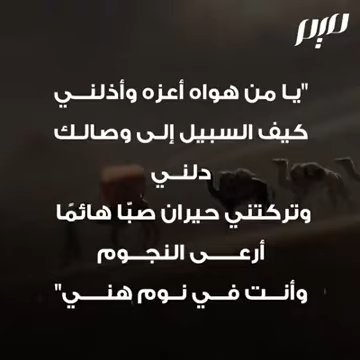 ميم
"يا من هواه أعزه وأذلني
كيف السبيل إلى وصالك
دلني
وتركتني حيران صبًا هائمًا
أرعى النجوم
وأنت في نوم هني"